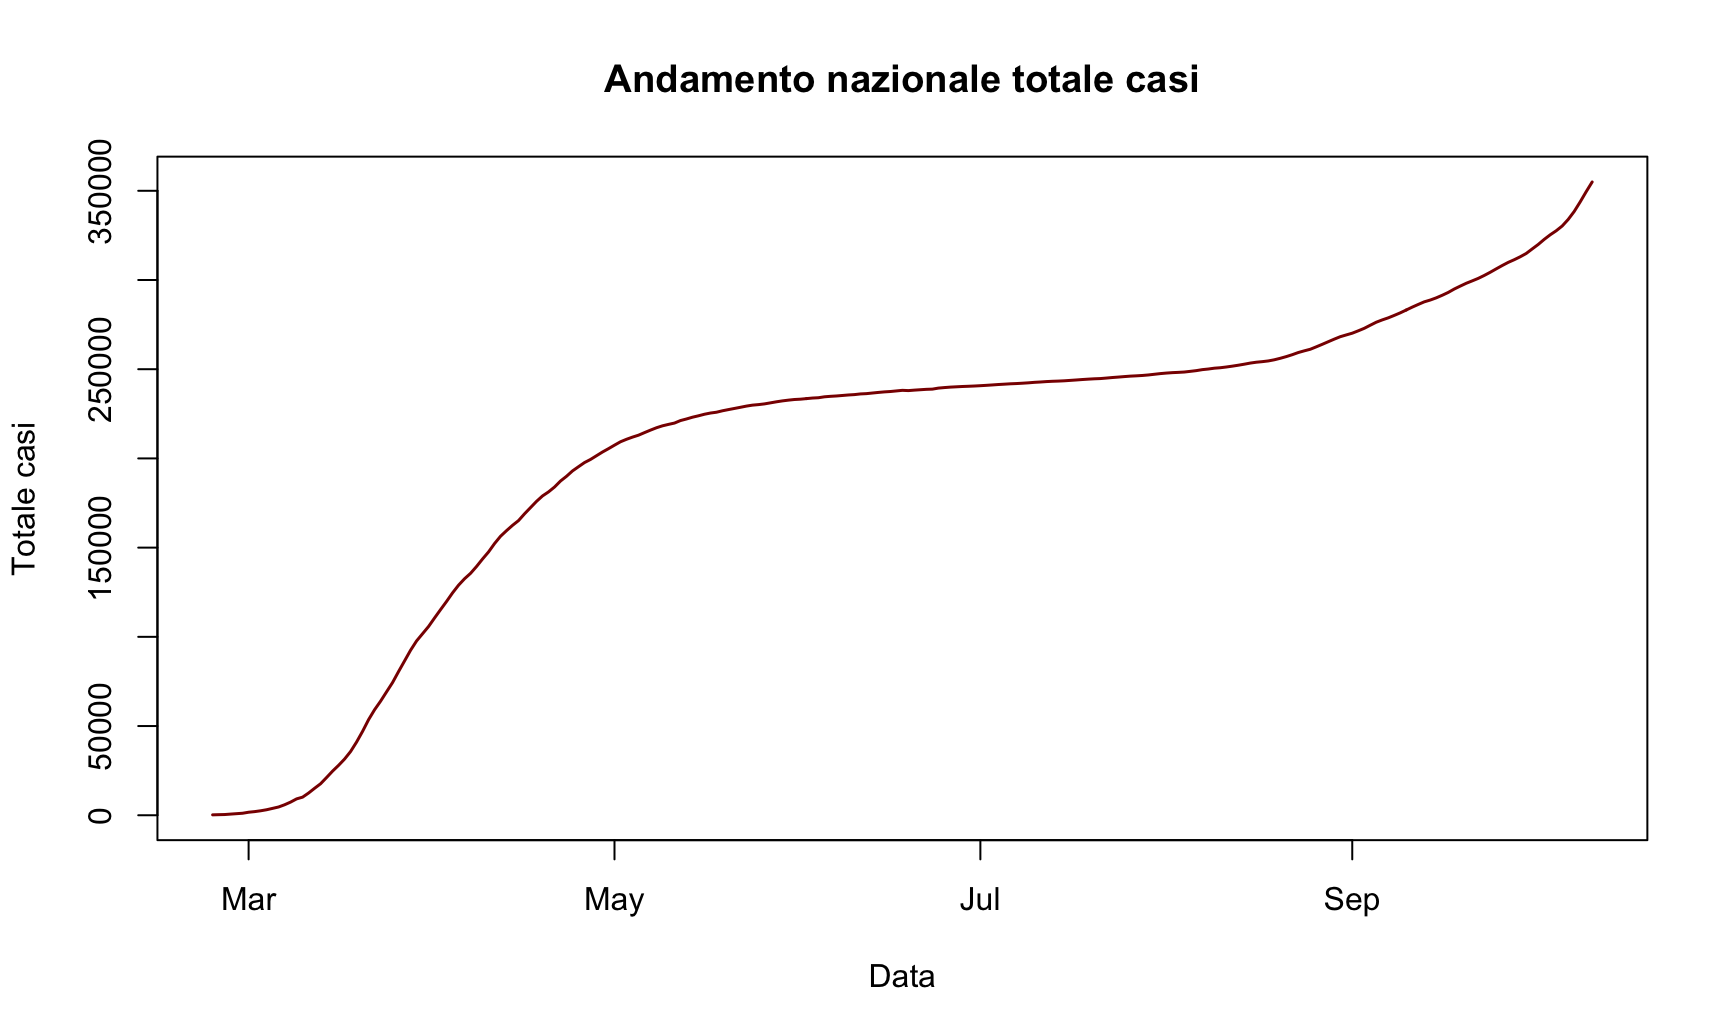 Andamento nazionale totale casi
Totale casi
350000
250000
150000
50000
0
Mar May Jul Sep
Data